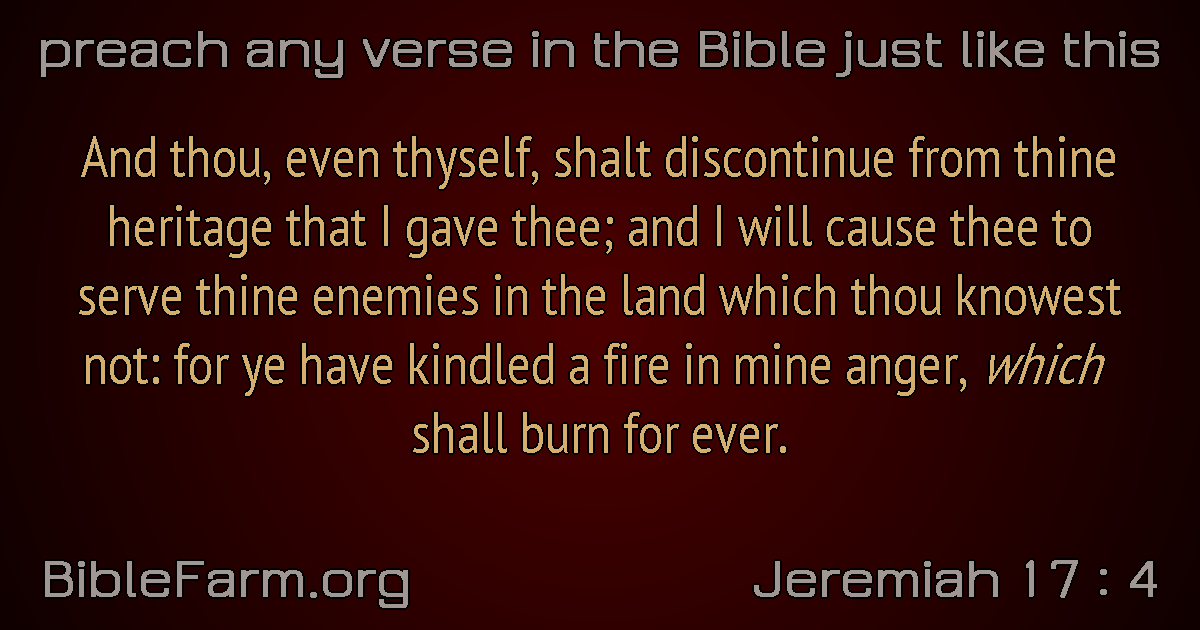 preach any verse in the Bible just like this
And thou, even thyself, shalt discontinue from thine
heritage that I gave thee; and I will cause thee to
serve thine enemies in the land which thou knowest
not: for ye have kindled a fire in mine anger, which
shall burn for ever.
BibleFarm.org
Jeremiah 17 : 4